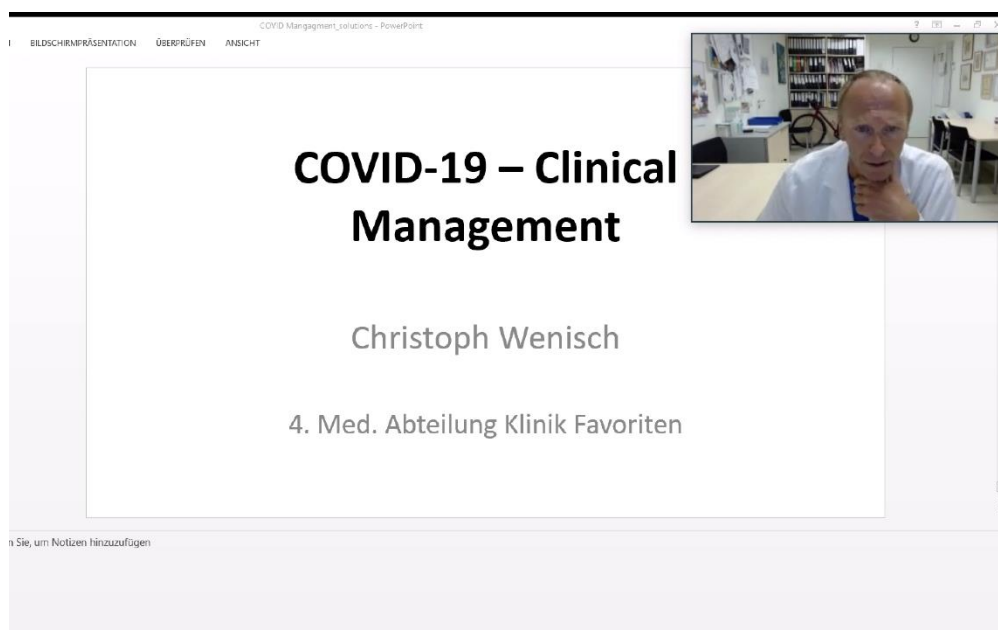 COVID Mangagment_solutions - PowerPoint
BILDSCHIRMPRÄSENTATION ÜBERPRÜFEN ANSICHT
COVID-19 – Clinical
Management
Christoph Wenisch
4. Med. Abteilung Klinik Favoriten
Sie, um Notizen hinzuzufügen